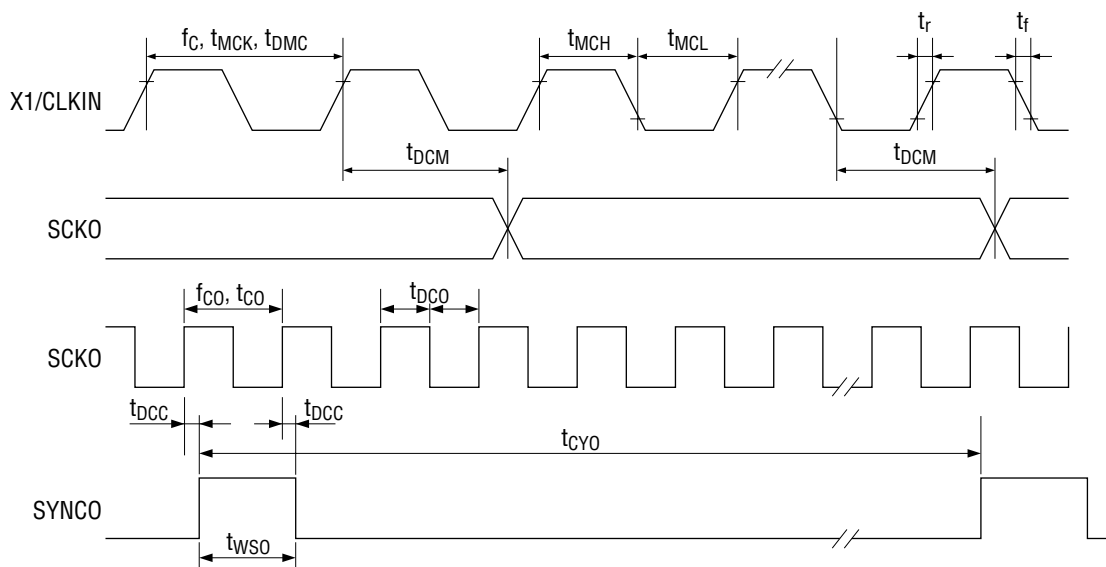 fC, tMCK, tDMC
tMCH
tMCL
tr
tf
X1/CLKIN
tDCM
tDCM
SCKO
fCO, tCO
tDCO
SCKO
tDCC
tDCC
tCYO
SYNCO
tWSO